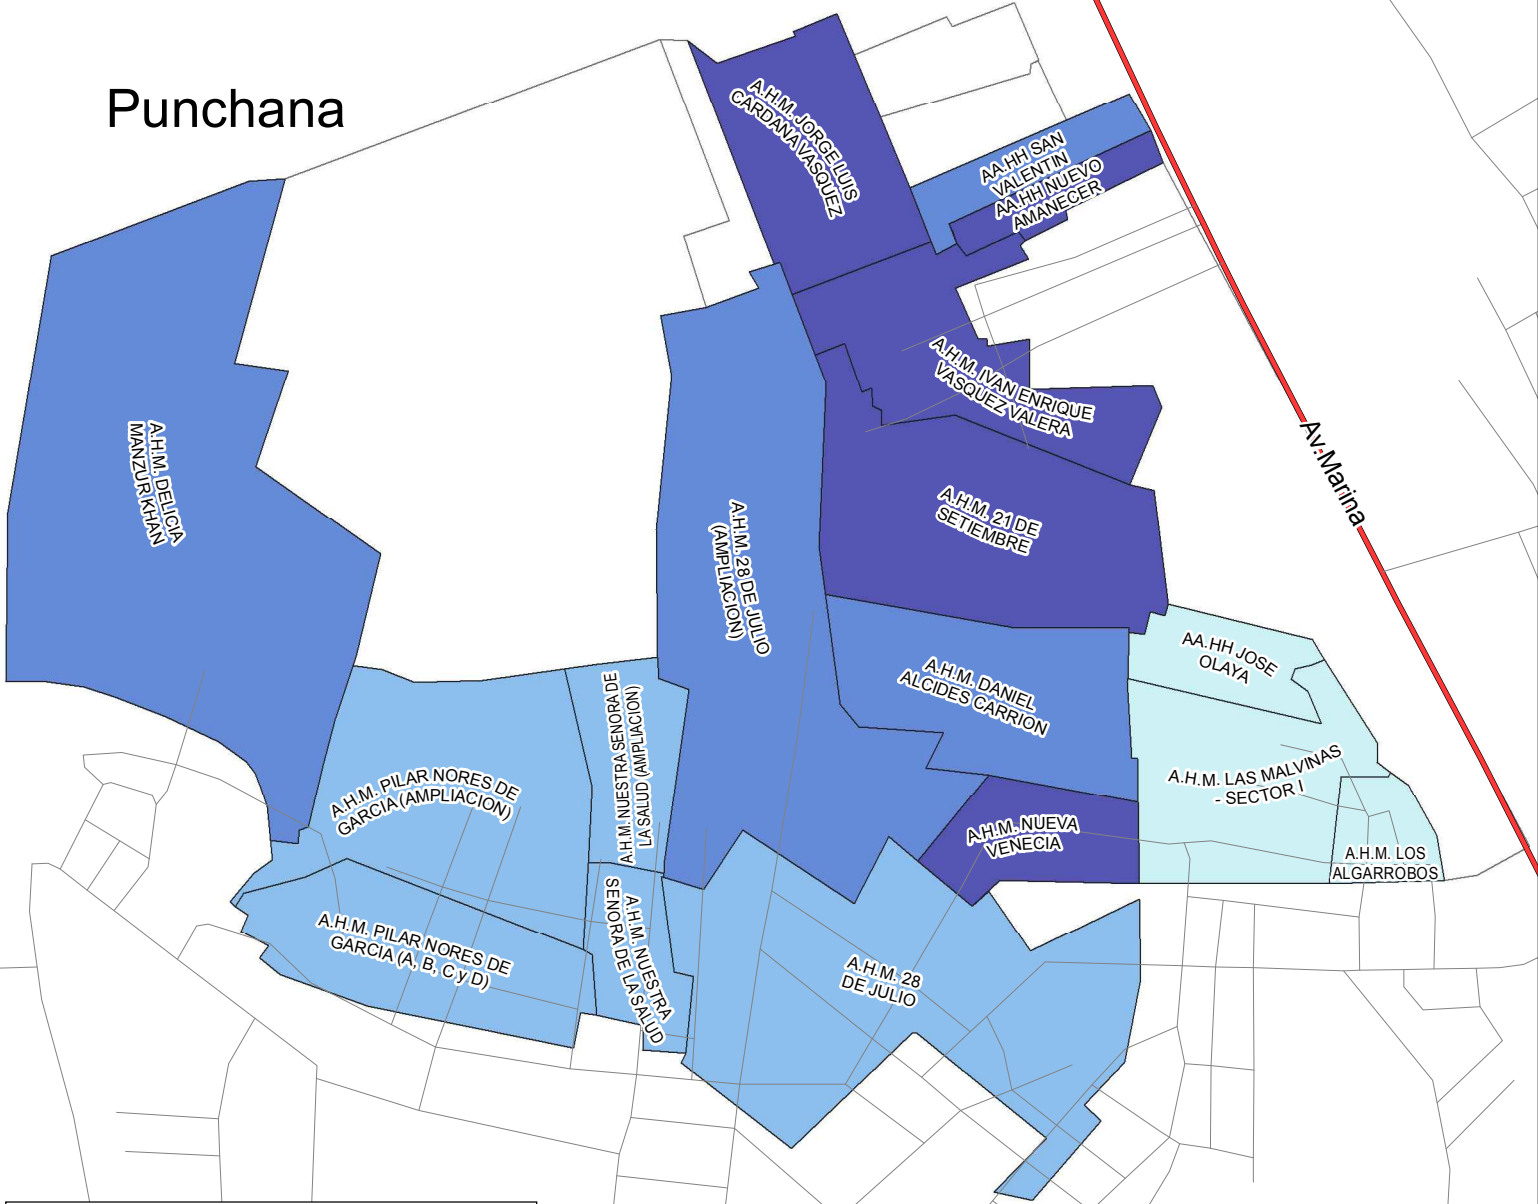 Punchana
A.H.M. JORGE LUIS
CARDANA VASQUEZ
AA.HH SAN
VALENTIN
AA.HH NUEVO
AMANECER
A.H.M. IVAN ENRIQUE
VASQUEZ VALERA
Av. Marina
A.H.M. DELICIA
MANZUR KHAN
A.H.M. 28 DE JULIO
(AMPLIACION)
A.H.M. 21 DE
SETIEMBRE
AA.HH JOSE
OLAYA
A.H.M. DANIEL
ALCIDES CARRION
A.H.M. NUESTRA SENORA DE
LA SALUD (AMPLIACION)
A.H.M. PILAR NORES DE
GARCIA (AMPLIACION)
A.H.M. LAS MALVINAS
- SECTOR I
A.H.M. NUEVA
VENECIA
A.H.M. LOS
ALGARROBOS
A.H.M. PILAR NORES DE
GARCIA (A, B, C y D)
A.H.M. NUESTRA
SENORA DE LA SALUD
A.H.M. 28
DE JULIO